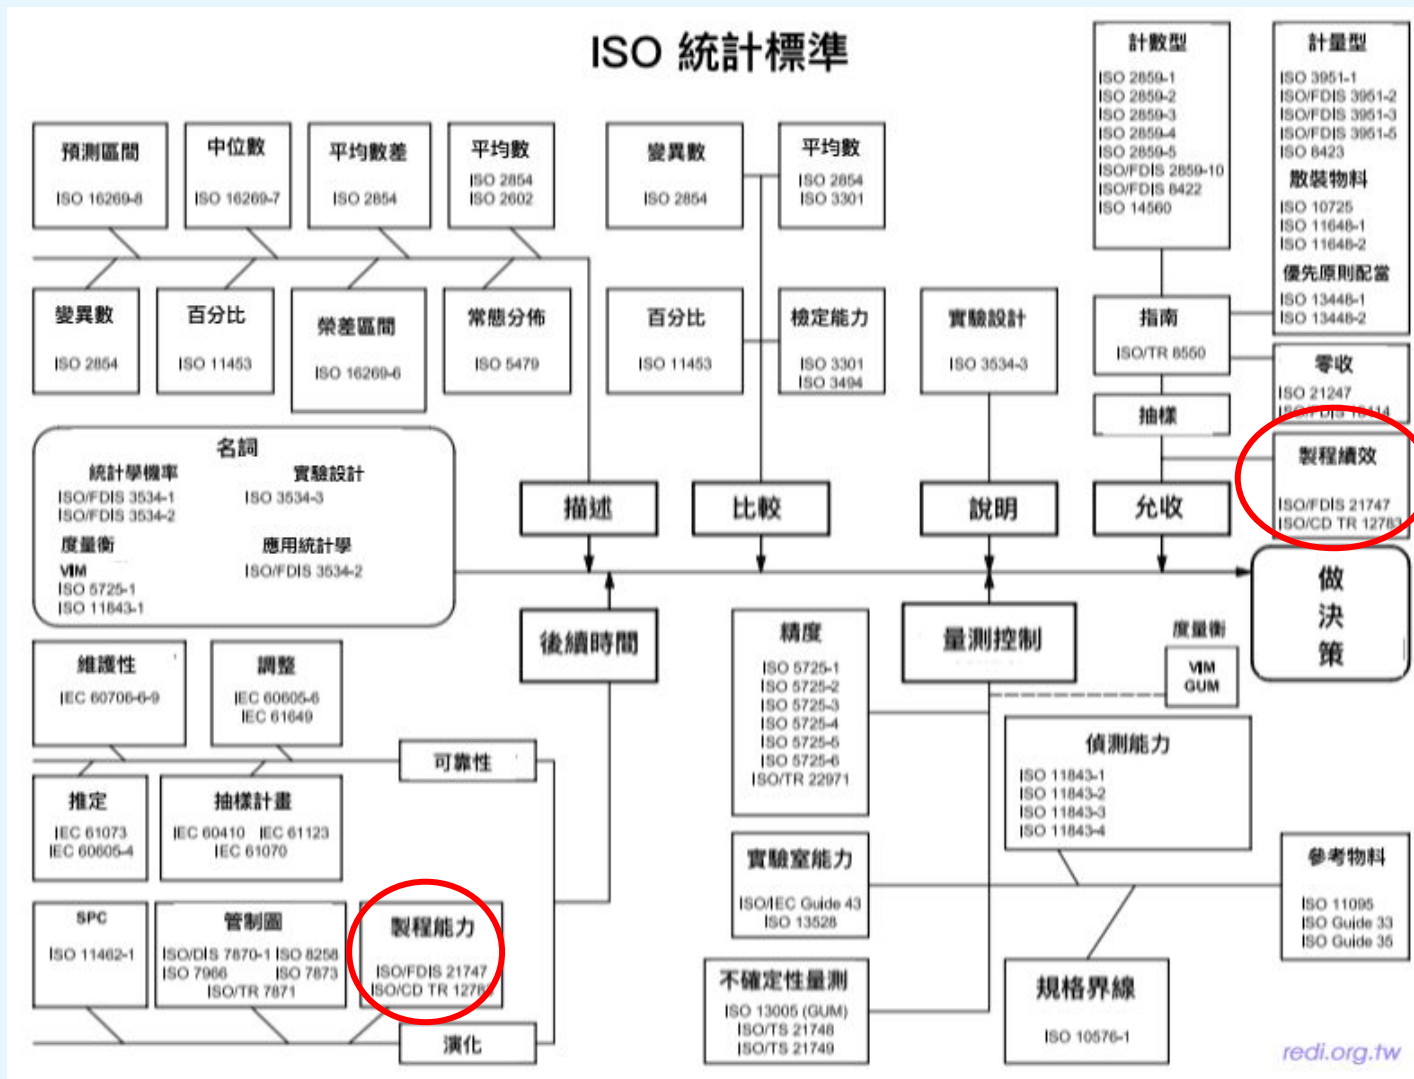 ISO 統計標準
計數型
ISO 2859-1
ISO 2859-2
ISO 2859-3
ISO 2859-4
ISO 2859-5
ISO/FDIS 2859-10
ISO/FDIS 8422
ISO 14560
計量型
ISO 3951-1
ISO/FDIS 3951-2
ISO/FDIS 3951-3
ISO/FDIS 3951-5
ISO 8423
散裝物料
ISO 10725
ISO 11648-1
ISO 11648-2
優先原則配當
ISO 13448-1
ISO 13448-2
預測區間
ISO 16269-8
中位數
ISO 16269-7
平均數差
ISO 2854
平均數
ISO 2854
ISO 2602
變異數
ISO 2854
平均數
ISO 2854
ISO 3301
變異數
ISO 2854
百分比
ISO 11453
榮差區間
ISO 16269-6
常態分佈
ISO 5479
百分比
ISO 11453
檢定能力
ISO 3301
ISO 3494
實驗設計
ISO 3534-3
指南
ISO/TR 8550
抽樣
零收
ISO 21247
ISO/FDIS
製程績效
ISO/FDIS 21747
ISO/CD TR 12783
名詞
統計學機率
ISO/FDIS 3534-1
ISO/FDIS 3534-2
實驗設計
ISO 3534-3
度量衡
VIM
ISO 5725-1
ISO 11843-1
應用統計學
ISO/FDIS 3534-2
描述
比較
說明
允收
做
決
策
後續時間
量測控制
度量衡
VIM
GUM
精度
ISO 5725-1
ISO 5725-2
ISO 5725-3
ISO 5725-4
ISO 5725-5
ISO 5725-6
ISO/TR 22971
維護性
IEC 60706-6-9
調整
IEC 60605-6
IEC 61649
可靠性
推定
IEC 61073
IEC 60605-4
抽樣計畫
IEC 60410 IEC 61123
IEC 61070
偵測能力
ISO 11843-1
ISO 11843-2
ISO 11843-3
ISO 11843-4
實驗室能力
ISO/IEC Guide 43
ISO 13528
參考物料
ISO 11095
ISO Guide 33
ISO Guide 35
SPC
ISO 11462-1
管制圖
ISO/DIS 7870-1 ISO 8258
ISO 7966 ISO 7873
ISO/TR 7871
製程能力
ISO/FDIS 21747
ISO/CD TR 12783
演化
不確定性量測
ISO 13005 (GUM)
ISO/TS 21748
ISO/TS 21749
規格界線
ISO 10576-1
redi.org.tw